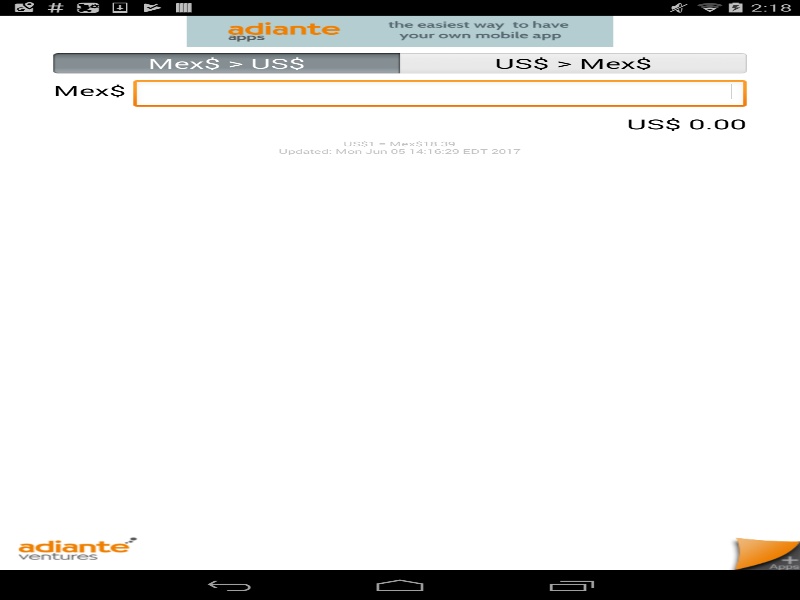 2:18
adiante
apps
the easiest way to have
your own mobile app
Mex$ > US$
US$ > Mex$
Mex$
US$ 0.00
US$1 = Mex$18.39
Updated: Mon Jun 05 14:16:29 EDT 2017
adiante
ventures
+
Apps